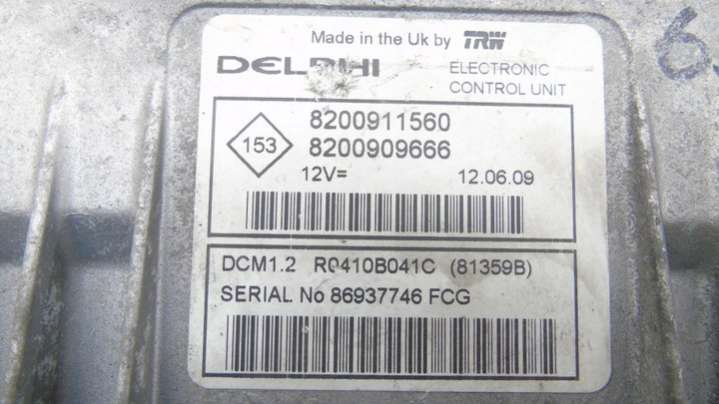 Made in the Uk by TRW
DELPHI
ELECTRONIC
CONTROL UNIT
153
8200911560
8200909666
12V= 12.06.09
DCM1.2 R0410B041C (81359B)
SERIAL No 86937746 FCG
6